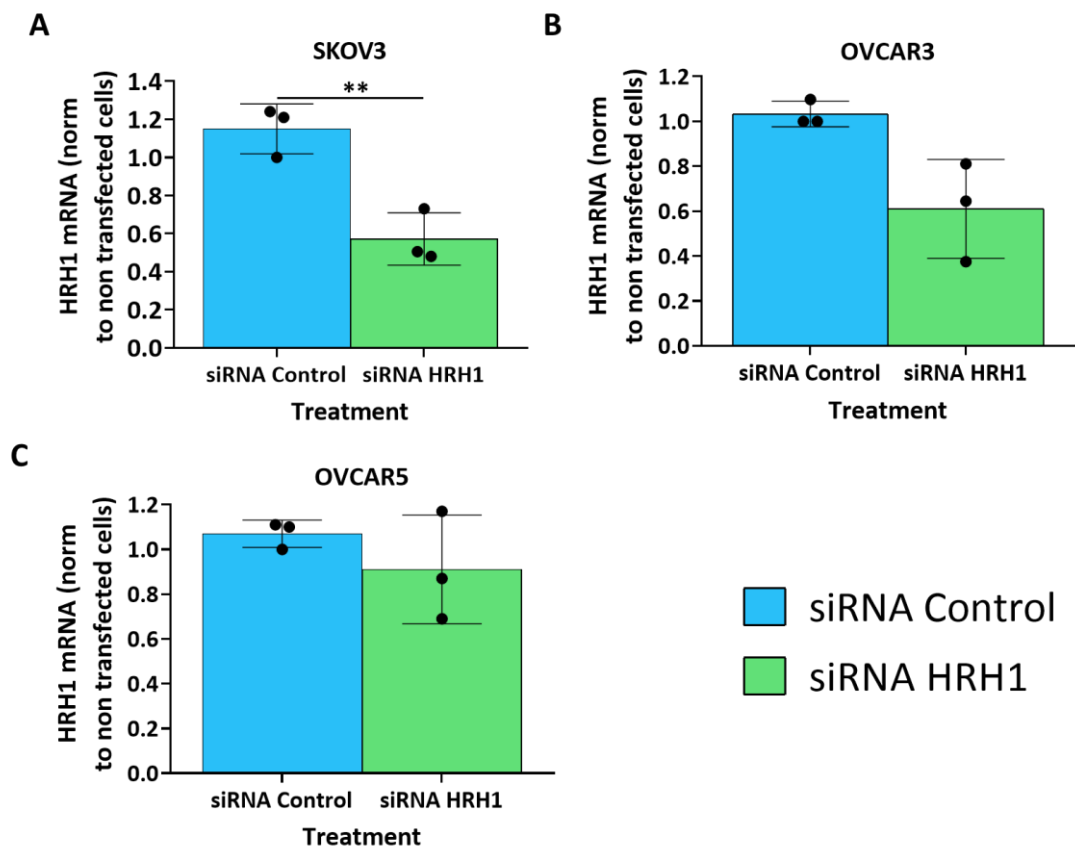 A
SKOV3
HRH1 mRNA (norm
to non transfected cells)
1.4
1.2
1.0
0.8
0.6
0.4
0.2
0.0
**
siRNA Control
siRNA HRH1
Treatment
B
OVCAR3
HRH1 mRNA (norm
to non transfected cells)
1.2
1.0
0.8
0.6
0.4
0.2
0.0
siRNA Control
siRNA HRH1
Treatment
C
OVCAR5
HRH1 mRNA (norm
to non transfected cells)
1.2
1.0
0.8
0.6
0.4
0.2
0.0
siRNA Control
siRNA HRH1
Treatment
siRNA Control
siRNA HRH1